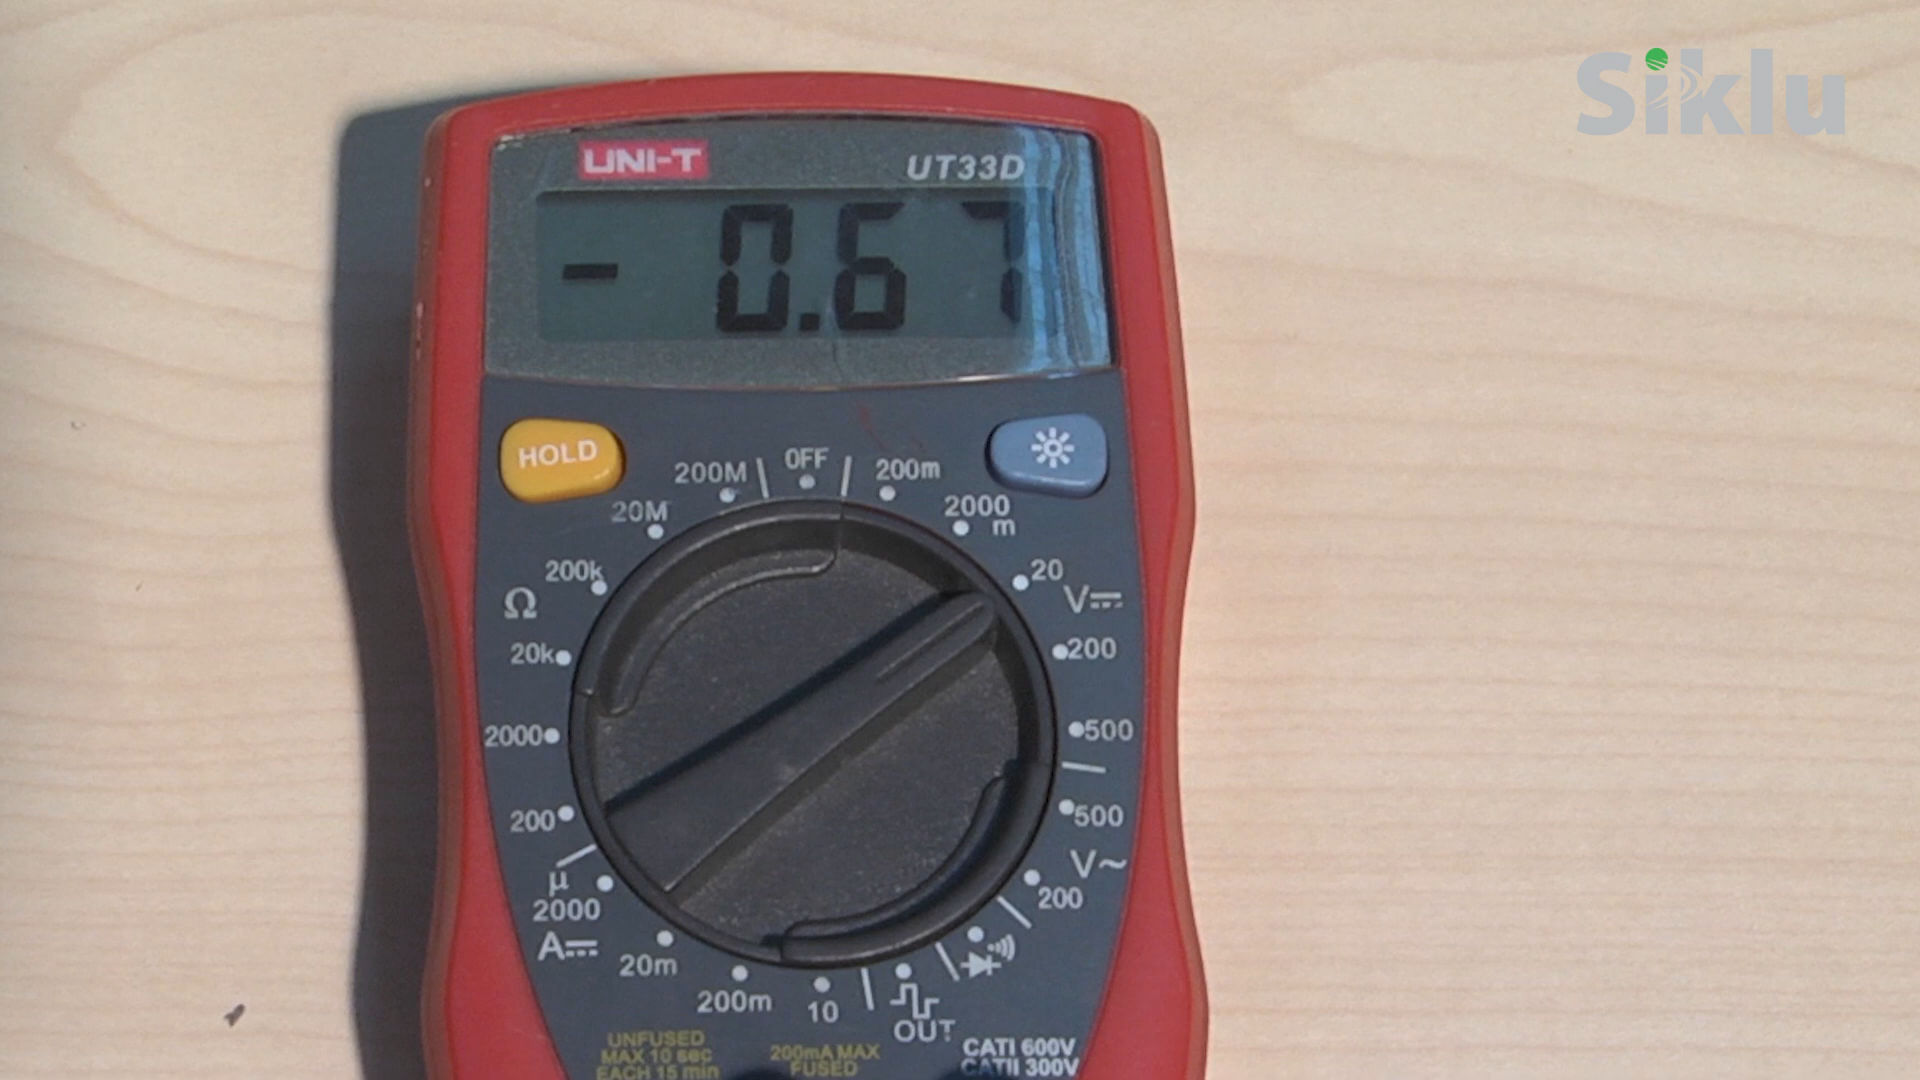 Siklu
UNI-T
UT33D
- 0.67
HOLD
200M
OFF
200m
20M
2000
m
200k
20
Ω
V⎓
20k
200
2000
500
200
500
µ
V~
2000
200
A⎓
20m
200m
10
OUT
UNFUSED
MAX 10 sec
EACH 15 min
200mA MAX
FUSED
CATI 600V
CATII 300V